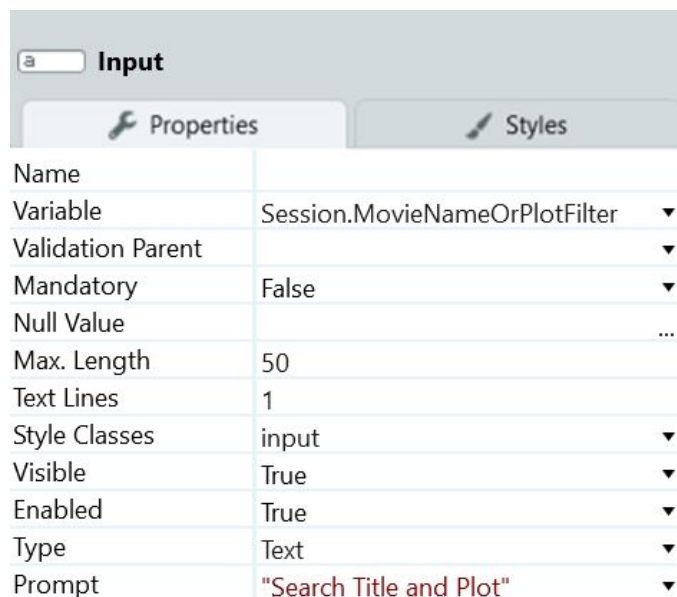 a Input
Properties Styles
Name
Variable Session.MovieNameOrPlotFilter
Validation Parent
Mandatory False
Null Value ...
Max. Length 50
Text Lines 1
Style Classes input
Visible True
Enabled True
Type Text
Prompt "Search Title and Plot"